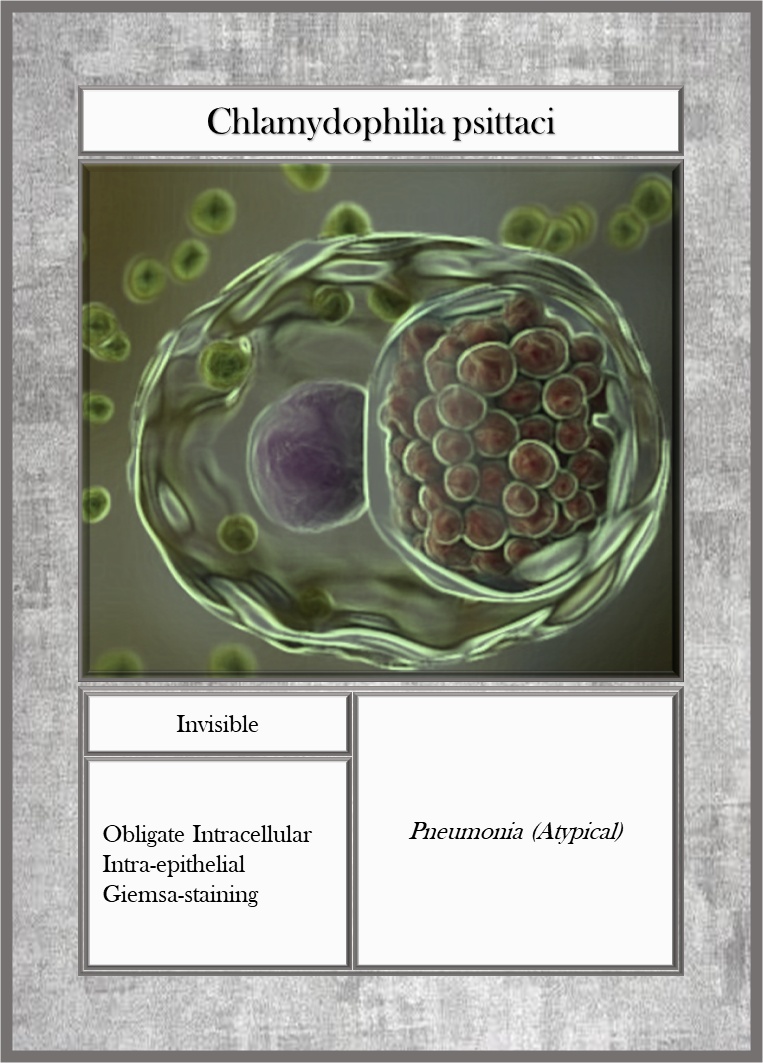 Chlamydophilia psittaci
Invisible
Obligate Intracellular
Intra-epithelial
Giemsa-staining
Pneumonia (Atypical)